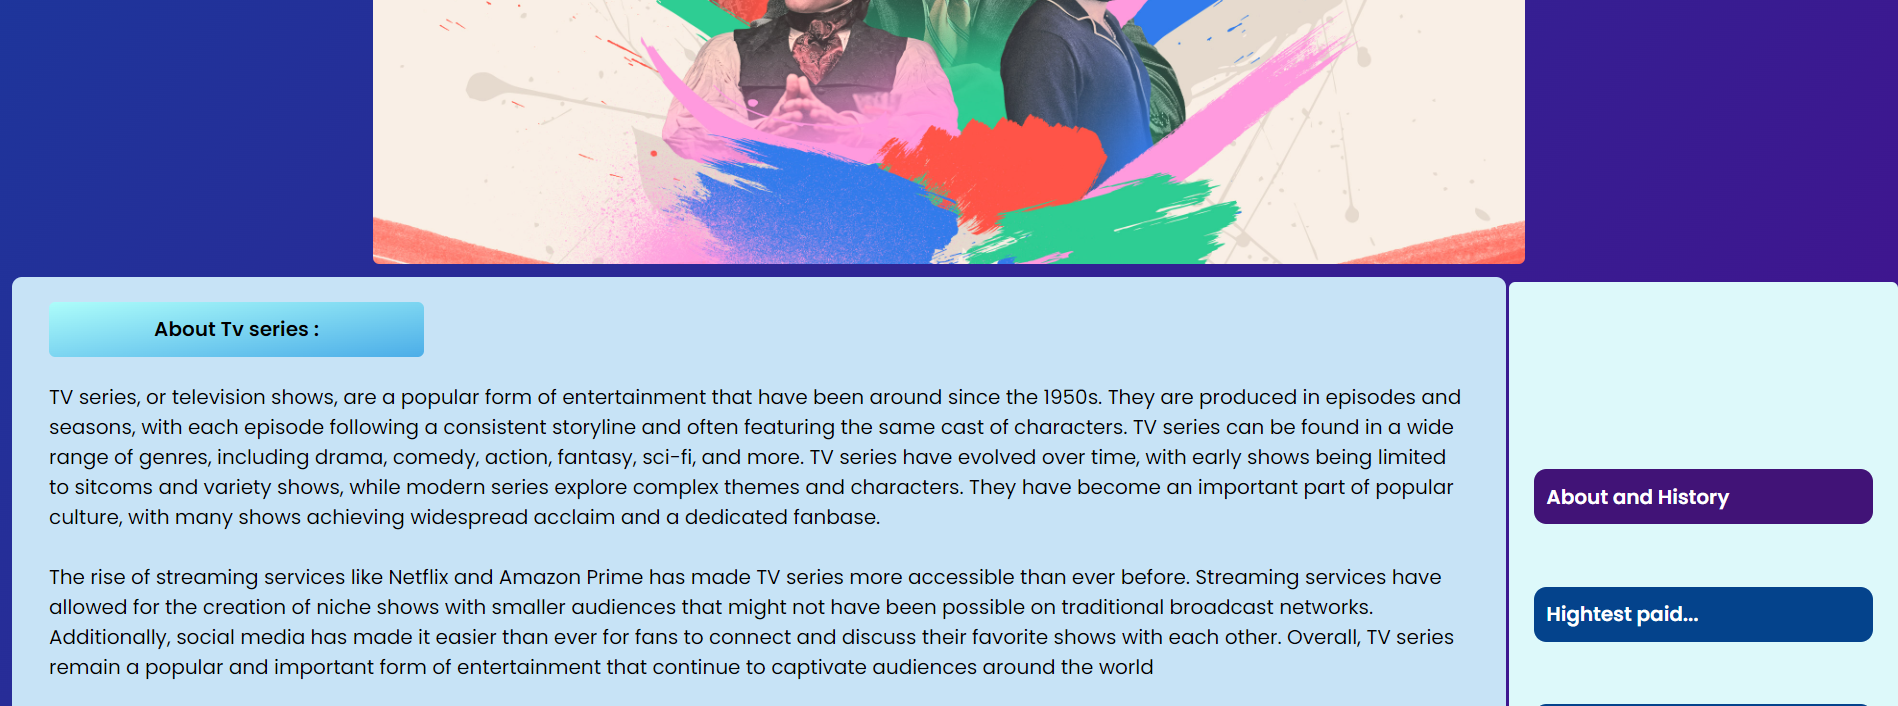 About Tv series :
TV series, or television shows, are a popular form of entertainment that have been around since the 1950s. They are produced in episodes and
seasons, with each episode following a consistent storyline and often featuring the same cast of characters. TV series can be found in a wide
range of genres, including drama, comedy, action, fantasy, sci-fi, and more. TV series have evolved over time, with early shows being limited
to sitcoms and variety shows, while modern series explore complex themes and characters. They have become an important part of popular
culture, with many shows achieving widespread acclaim and a dedicated fanbase.
The rise of streaming services like Netflix and Amazon Prime has made TV series more accessible than ever before. Streaming services have
allowed for the creation of niche shows with smaller audiences that might not have been possible on traditional broadcast networks.
Additionally, social media has made it easier than ever for fans to connect and discuss their favorite shows with each other. Overall, TV series
remain a popular and important form of entertainment that continue to captivate audiences around the world
About and History
Hightest paid...